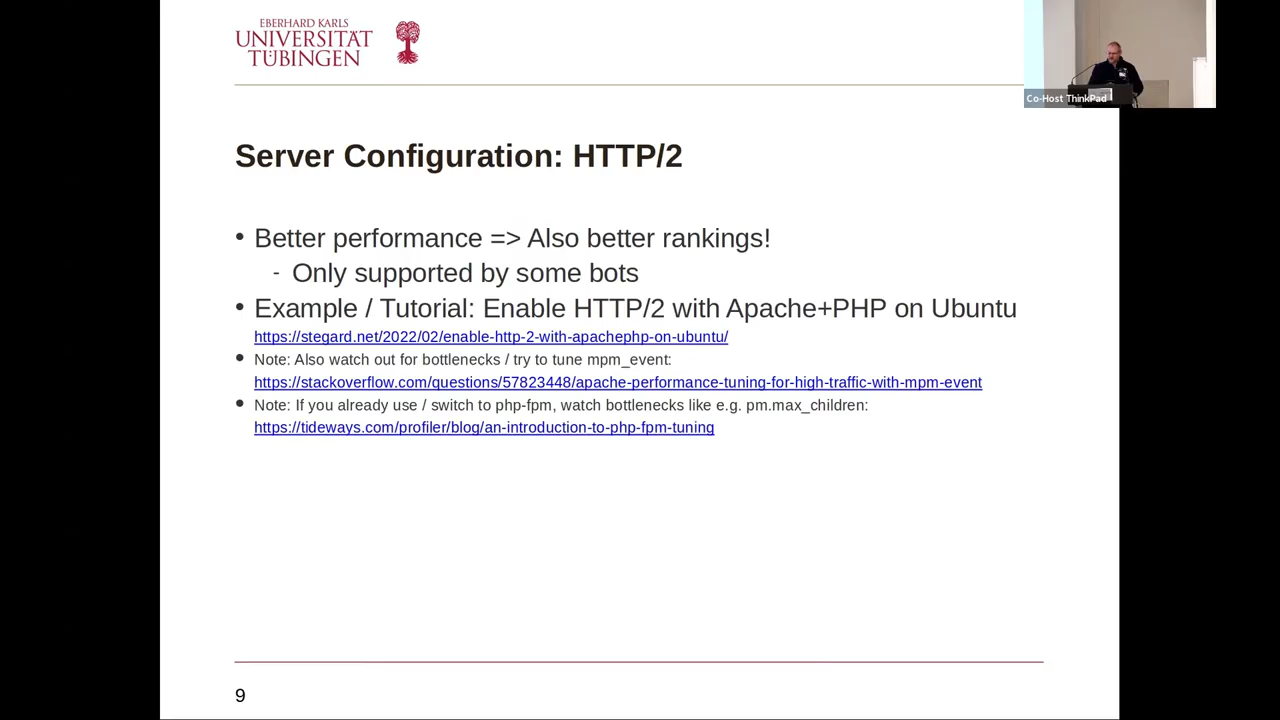 EBERHARD KARLS
UNIVERSITÄT
TÜBINGEN
Co-Host ThinkPad
Server Configuration: HTTP/2
• Better performance => Also better rankings!
- Only supported by some bots
• Example / Tutorial: Enable HTTP/2 with Apache+PHP on Ubuntu
https://stegard.net/2022/02/enable-http-2-with-apachephp-on-ubuntu/
• Note: Also watch out for bottlenecks / try to tune mpm_event:
https://stackoverflow.com/questions/57823448/apache-performance-tuning-for-high-traffic-with-mpm-event
• Note: If you already use / switch to php-fpm, watch bottlenecks like e.g. pm.max_children:
https://tideways.com/profiler/blog/an-introduction-to-php-fpm-tuning
9